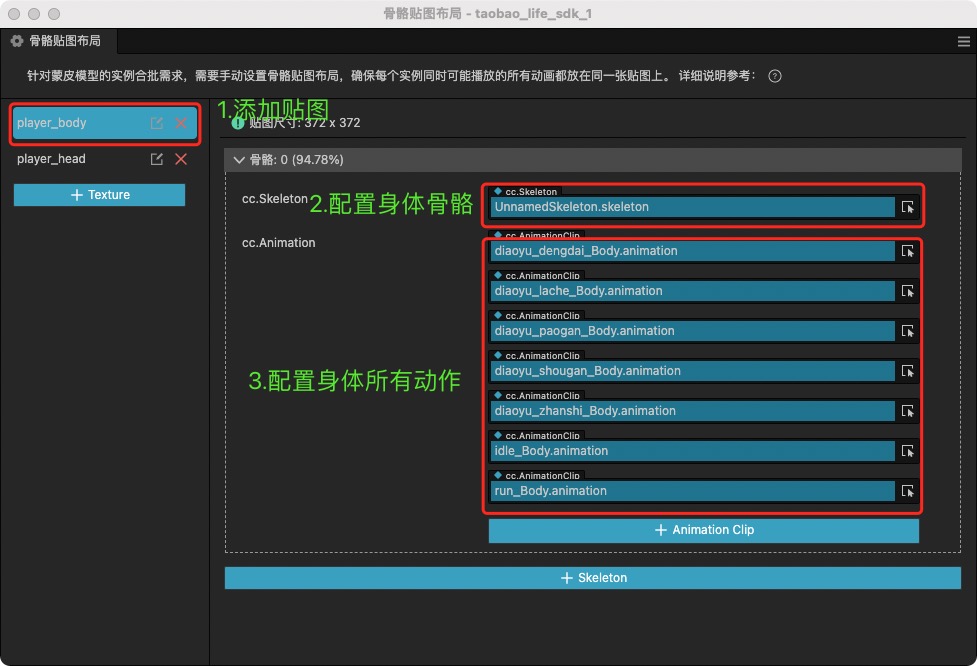 骨骼贴图布局 - taobao_life_sdk_1
骨骼贴图布局
针对蒙皮模型的实例合批需求，需要手动设置骨骼贴图布局，确保每个实例同时可能播放的所有动画都放在同一张贴图上。 详细说明参考：
player_body
player_head
+ Texture
1.添加贴图
贴图尺寸: 372 x 372
骨骼: 0 (94.78%)
cc.Skeleton
2.配置身体骨骼
cc.Skeleton
UnnamedSkeleton.skeleton
cc.Animation
cc.AnimationClip
diaoyu_dengdai_Body.animation
cc.AnimationClip
diaoyu_lache_Body.animation
cc.AnimationClip
diaoyu_paogan_Body.animation
cc.AnimationClip
diaoyu_shougan_Body.animation
3.配置身体所有动作
cc.AnimationClip
diaoyu_zhanshi_Body.animation
cc.AnimationClip
idle_Body.animation
cc.AnimationClip
run_Body.animation
+ Animation Clip
+ Skeleton